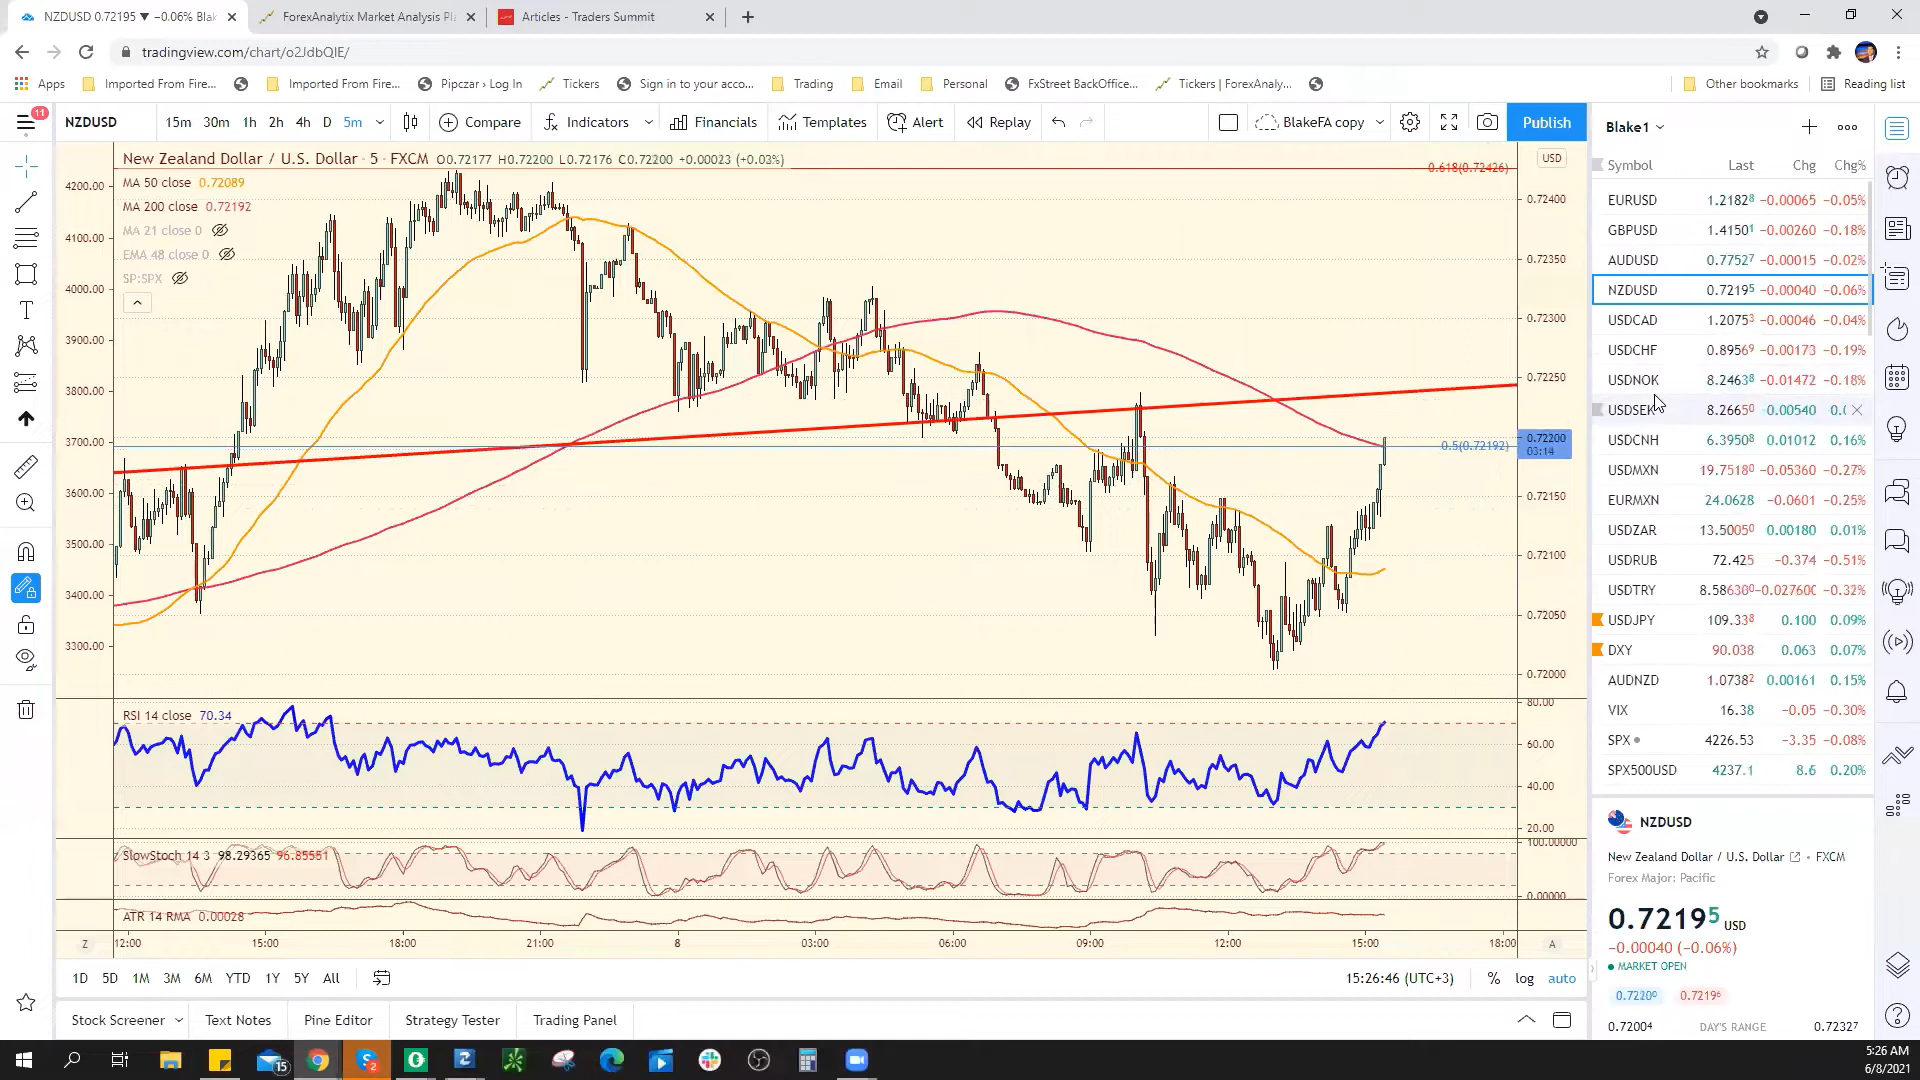 NZDUSD 0.72195 ▼ −0.06% Blak
ForexAnalytix Market Analysis Pl
Articles - Traders Summit
tradingview.com/chart/o2JdbQIE/
Apps
Imported From Fire...
Imported From Fire...
Pipczar › Log In
Tickers
Sign in to your acco...
Trading
Email
Personal
FxStreet BackOffice...
Tickers | ForexAnaly...
Other bookmarks
Reading list
11
NZDUSD
15m 30m 1h 2h 4h D 5m
Compare
Indicators
Financials
Templates
Alert
Replay
BlakeFA copy
Publish
New Zealand Dollar / U.S. Dollar · 5 · FXCM O0.72177 H0.72200 L0.72176 C0.72200 +0.00023 (+0.03%)
MA 50 close 0.72089
MA 200 close 0.72192
MA 21 close 0
EMA 48 close 0
SP:SPX
4200.00
4100.00
4000.00
3900.00
3800.00
3700.00
3600.00
3500.00
3400.00
3300.00
USD
0.618(0.72426)
0.72400
0.72350
0.72300
0.72250
0.5(0.72192)
0.72200
03:14
0.72150
0.72100
0.72050
0.72000
RSI 14 close 70.34
80.00
60.00
40.00
20.00
SlowStoch 14 3 98.29365 96.85551
100.00000
0.00000
ATR 14 RMA 0.00028
Z 12:00 15:00 18:00 21:00 8 03:00 06:00 09:00 12:00 15:00 18:00 A
1D 5D 1M 3M 6M YTD 1Y 5Y All
15:26:46 (UTC+3) % log auto
Stock Screener Text Notes Pine Editor Strategy Tester Trading Panel
Blake1
Symbol Last Chg Chg%
EURUSD 1.21828 −0.00065 −0.05%
GBPUSD 1.41501 −0.00260 −0.18%
AUDUSD 0.77527 −0.00015 −0.02%
NZDUSD 0.72195 −0.00040 −0.06%
USDCAD 1.20753 −0.00046 −0.04%
USDCHF 0.89569 −0.00173 −0.19%
USDNOK 8.24638 −0.01472 −0.18%
USDSEK 8.26650 0.00540 0.(
USDCNH 6.39508 0.01012 0.16%
USDMXN 19.75180 −0.05360 −0.27%
EURMXN 24.0628 −0.0601 −0.25%
USDZAR 13.50050 0.00180 0.01%
USDRUB 72.425 −0.374 −0.51%
USDTRY 8.586300 −0.027600 −0.32%
USDJPY 109.338 0.100 0.09%
DXY 90.038 0.063 0.07%
AUDNZD 1.07382 0.00161 0.15%
VIX 16.38 −0.05 −0.30%
SPX 4226.53 −3.35 −0.08%
SPX500USD 4237.1 8.6 0.20%
NZDUSD
New Zealand Dollar / U.S. Dollar • FXCM
Forex Major: Pacific
0.72195 USD
−0.00040 (−0.06%)
MARKET OPEN
0.72200 0.72196
0.72004 DAY'S RANGE 0.72327
15
2
5:26 AM
6/8/2021